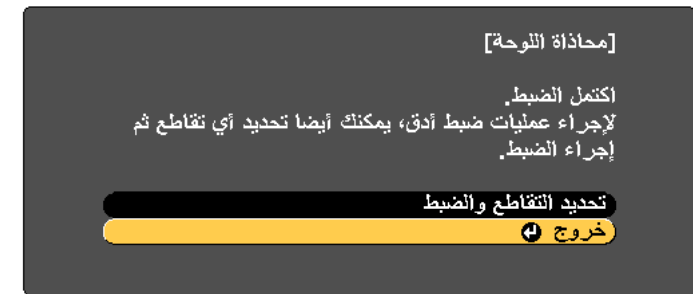 [محاذاة اللوحة]
اكتمل الضبط.
لإجراء عمليات ضبط أدق، يمكنك أيضا تحديد أي تقاطع ثم
إجراء الضبط.
تحديد التقاطع والضبط
خروج